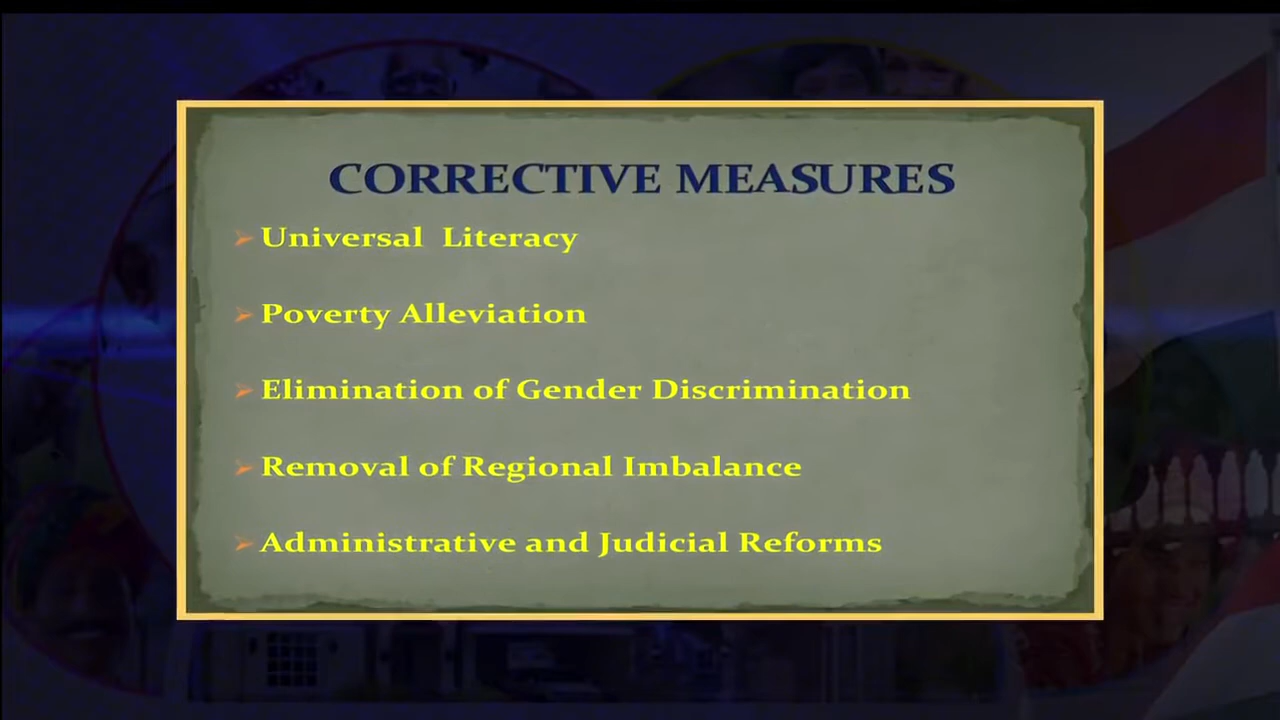 CORRECTIVE MEASURES
➢ Universal Literacy
➢ Poverty Alleviation
➢ Elimination of Gender Discrimination
➢ Removal of Regional Imbalance
➢ Administrative and Judicial Reforms